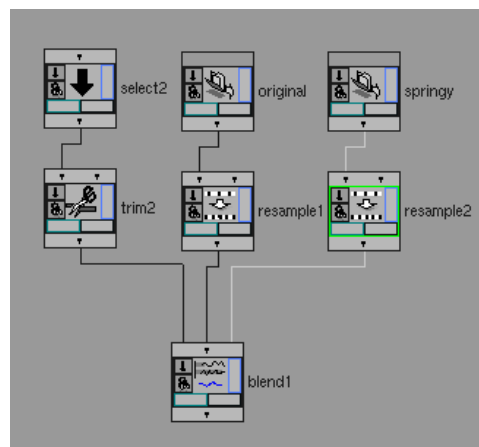 select2
original
springy
trim2
resample1
resample2
blend1